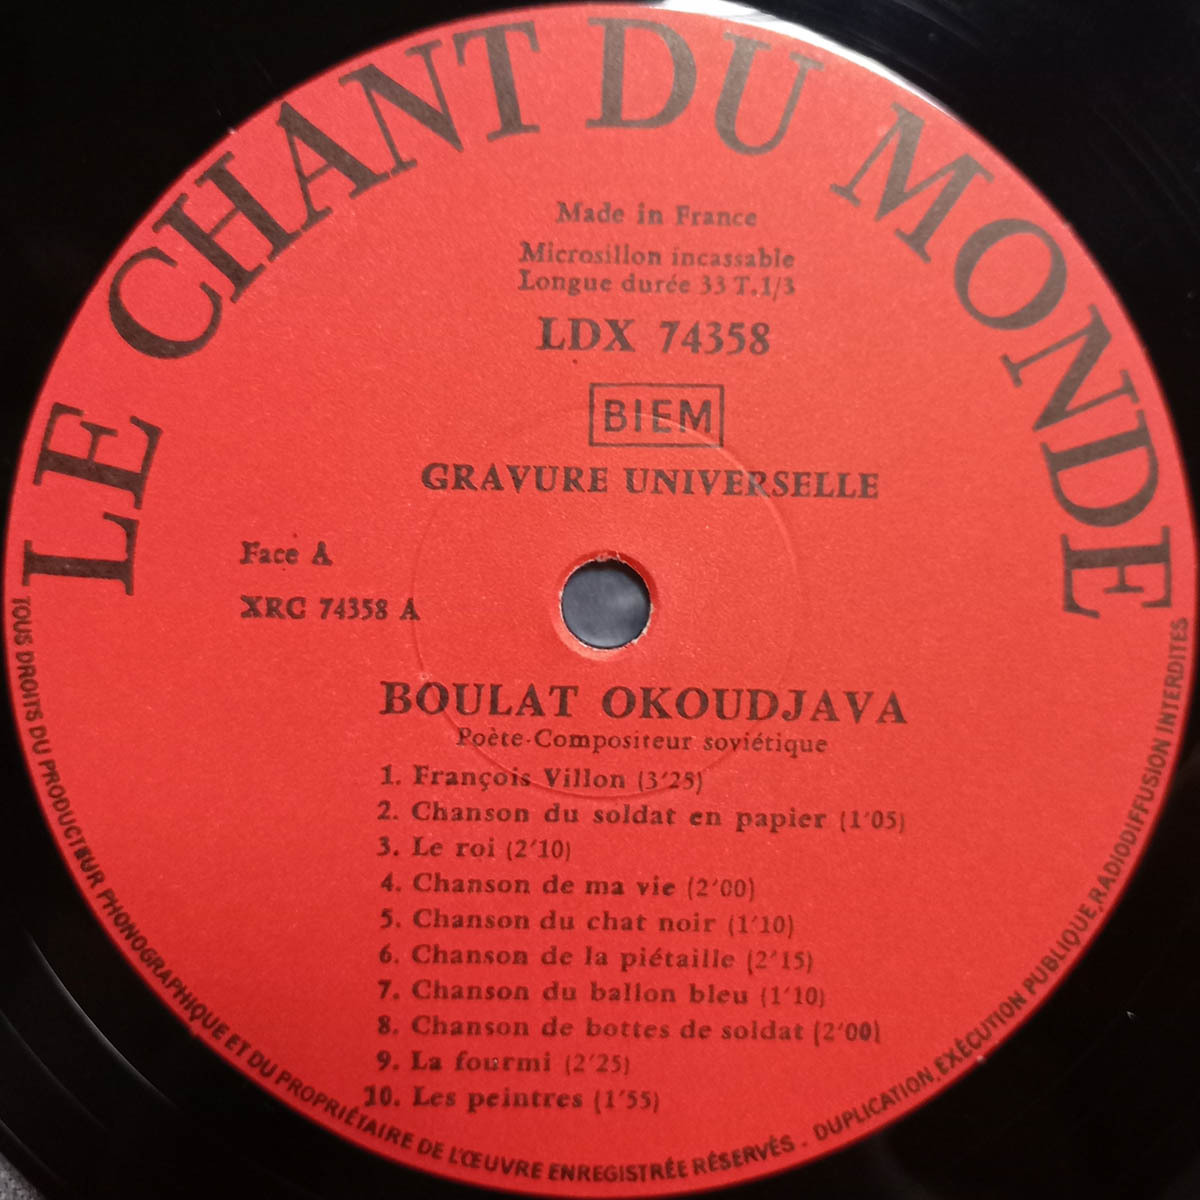 LE CHANT DU MONDE
Made in France
Microsillon incassable
Longue durée 33 T.1/3
LDX 74358
BIEM
GRAVURE UNIVERSELLE
Face A
XRC 74358 A
BOULAT OKOUDJAVA
Poète-Compositeur soviétique
1. François Villon (3'25)
2. Chanson du soldat en papier (1'05)
3. Le roi (2'10)
4. Chanson de ma vie (2'00)
5. Chanson du chat noir (1'10)
6. Chanson de la piétaille (2'15)
7. Chanson du ballon bleu (1'10)
8. Chanson de bottes de soldat (2'00)
9. La fourmi (2'25)
10. Les peintres (1'55)
TOUS DROITS DU PRODUCTEUR PHONOGRAPHIQUE ET DU PROPRIÉTAIRE DE L'ŒUVRE ENREGISTRÉE RÉSERVÉS - DUPLICATION, EXÉCUTION PUBLIQUE, RADIODIFFUSION INTERDITES